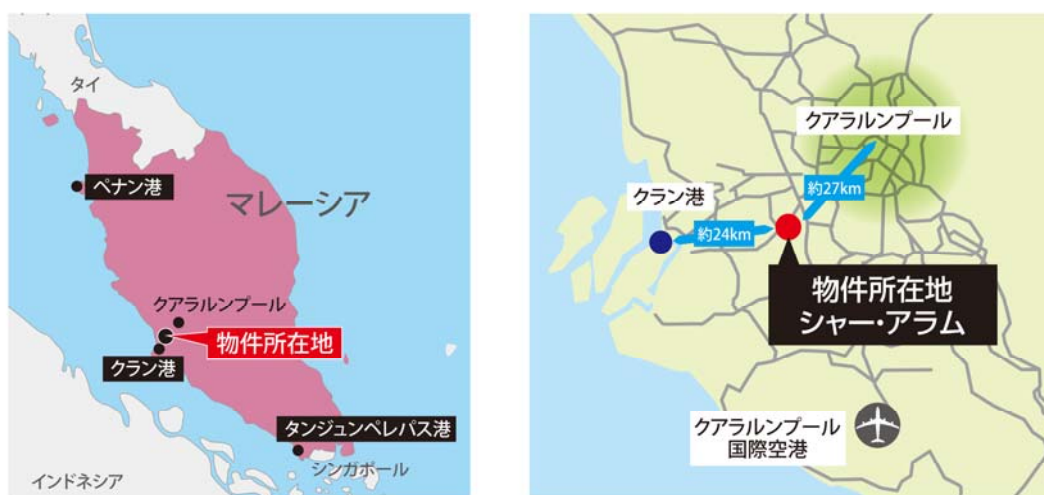 タイ
ペナン港
マレーシア
クアラルンプール
物件所在地
クラン港
タンジュンペレパス港
シンガポール
インドネシア
クアラルンプール
約27km
クラン港
約24km
物件所在地
シャー・アラム
クアラルンプール
国際空港